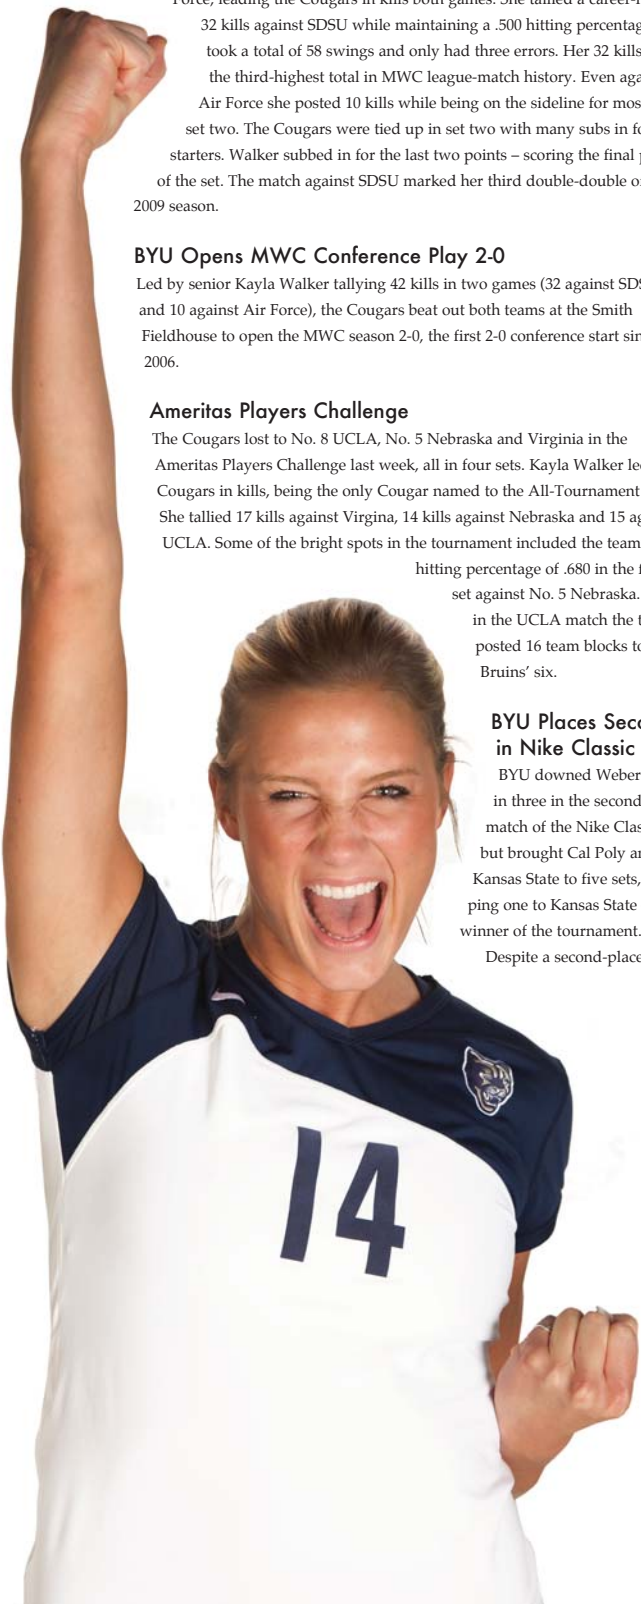 Force, leading the Cougars in kills both games. She tallied a career-h
32 kills against SDSU while maintaining a .500 hitting percentag
took a total of 58 swings and only had three errors. Her 32 kills
the third-highest total in MWC league-match history. Even aga
Air Force she posted 10 kills while being on the sideline for mos
set two. The Cougars were tied up in set two with many subs in fo
starters. Walker subbed in for the last two points – scoring the final p
of the set. The match against SDSU marked her third double-double o
2009 season.
BYU Opens MWC Conference Play 2-0
Led by senior Kayla Walker tallying 42 kills in two games (32 against SDS
and 10 against Air Force), the Cougars beat out both teams at the Smith
Fieldhouse to open the MWC season 2-0, the first 2-0 conference start sin
2006.
Ameritas Players Challenge
The Cougars lost to No. 8 UCLA, No. 5 Nebraska and Virginia in the
Ameritas Players Challenge last week, all in four sets. Kayla Walker le
Cougars in kills, being the only Cougar named to the All-Tournament
She tallied 17 kills against Virgina, 14 kills against Nebraska and 15 ag
UCLA. Some of the bright spots in the tournament included the team
hitting percentage of .680 in the f
set against No. 5 Nebraska.
in the UCLA match the t
posted 16 team blocks to
Bruins’ six.
BYU Places Seco
in Nike Classic
BYU downed Weber
in three in the second
match of the Nike Clas
but brought Cal Poly an
Kansas State to five sets,
ping one to Kansas State
winner of the tournament.
Despite a second-place
14